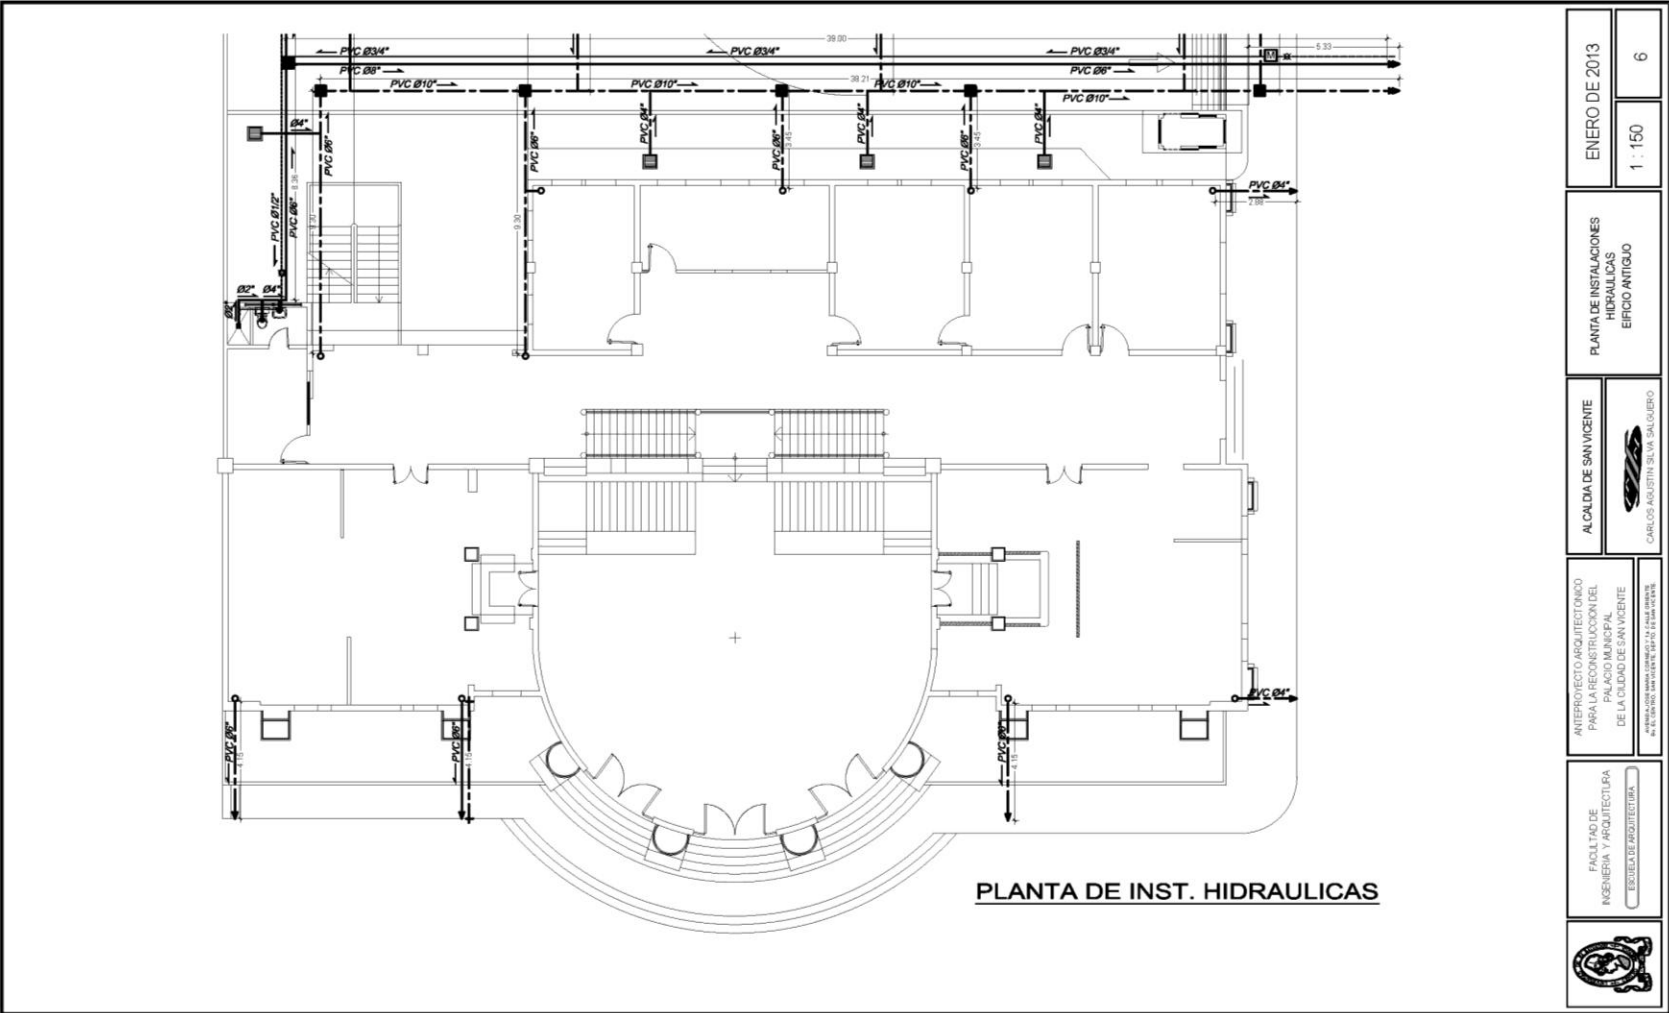 39.00
5.33
PVC Ø3/4"
PVC Ø3/4"
PVC Ø3/4"
PVC Ø8"
PVC Ø6"
38.21
PVC Ø10"
PVC Ø10"
PVC Ø10"
PVC Ø10"
Ø4"
PVC Ø6"
PVC Ø6"
PVC Ø4"
PVC Ø6"
3.45
PVC Ø4"
PVC Ø6"
3.45
PVC Ø4"
PVC Ø1/2"
PVC Ø6"
8.36
9.30
9.30
PVC Ø4"
2.98
Ø2"
Ø4"
Ø2"
PVC Ø4"
PVC Ø6"
4.15
PVC Ø6"
4.15
PVC Ø6"
4.15
PLANTA DE INST. HIDRAULICAS
ENERO DE 2013
6
1 : 150
PLANTA DE INSTALACIONES
HIDRAULICAS
EIFICIO ANTIGUO
ALCALDIA DE SAN VICENTE
CARLOS AGUSTIN SILVA SALGUERO
ANTEPROYECTO ARQUITECTONICO
PARA LA RECONSTRUCCION DEL
PALACIO MUNICIPAL
DE LA CIUDAD DE SAN VICENTE
FACULTAD DE
INGENIERIA Y ARQUITECTURA
ESCUELA DE ARQUITECTURA